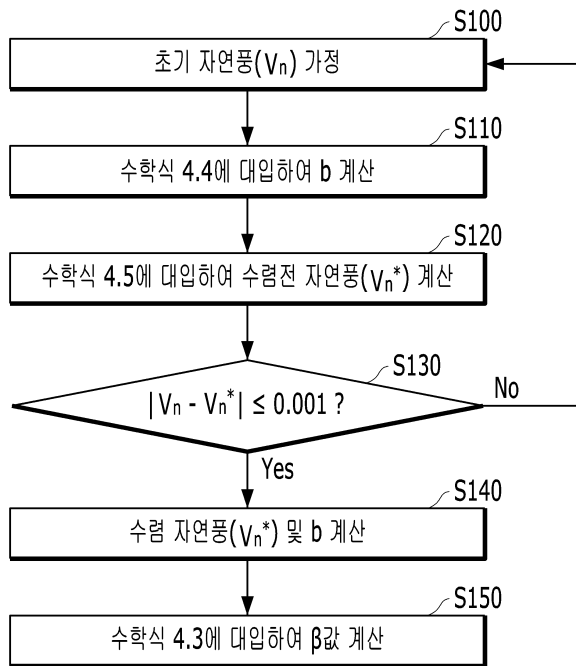 S100
초기 자연풍(Vn) 가정
S110
수학식 4.4에 대입하여 b 계산
S120
수학식 4.5에 대입하여 수렴전 자연풍(Vn*) 계산
S130
|Vn - Vn*| ≤ 0.001 ?
No
Yes
S140
수렴 자연풍(Vn*) 및 b 계산
S150
수학식 4.3에 대입하여 β값 계산